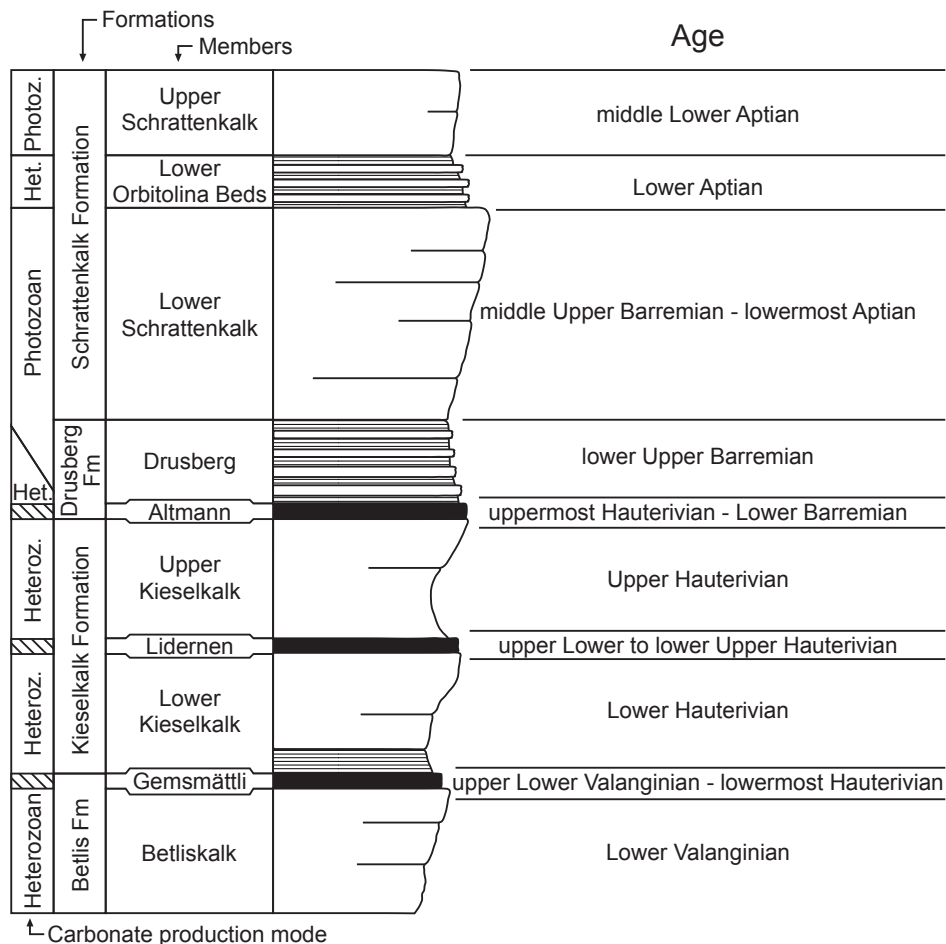 Formations
Members
Age
Photoz.
Het.
Photozoan
Het.
Heteroz.
Heteroz.
Heterozoan
Schrattenkalk Formation
Drusberg
Fm
Kieselkalk Formation
Betlis Fm
Upper
Schrattenkalk
middle Lower Aptian
Lower
Orbitolina Beds
Lower Aptian
Lower
Schrattenkalk
middle Upper Barremian - lowermost Aptian
Drusberg
lower Upper Barremian
Altmann
uppermost Hauterivian - Lower Barremian
Upper
Kieselkalk
Upper Hauterivian
Lidernen
upper Lower to lower Upper Hauterivian
Lower
Kieselkalk
Lower Hauterivian
Gemsmättli
upper Lower Valanginian - lowermost Hauterivian
Betliskalk
Lower Valanginian
Carbonate production mode